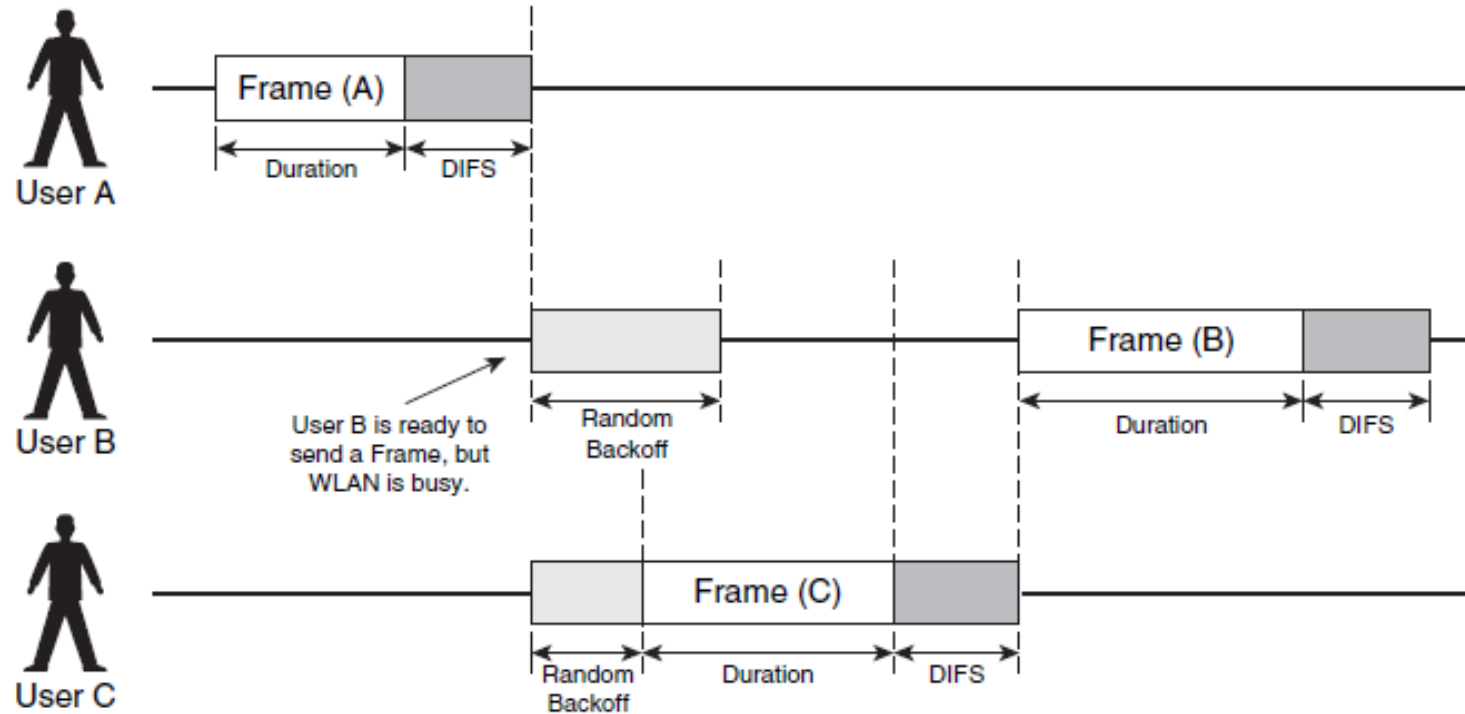 Frame (A)
Duration
DIFS
User A
Frame (B)
Random
Backoff
Duration
DIFS
User B is ready to
send a Frame, but
WLAN is busy.
User B
Frame (C)
Random
Backoff
Duration
DIFS
User C